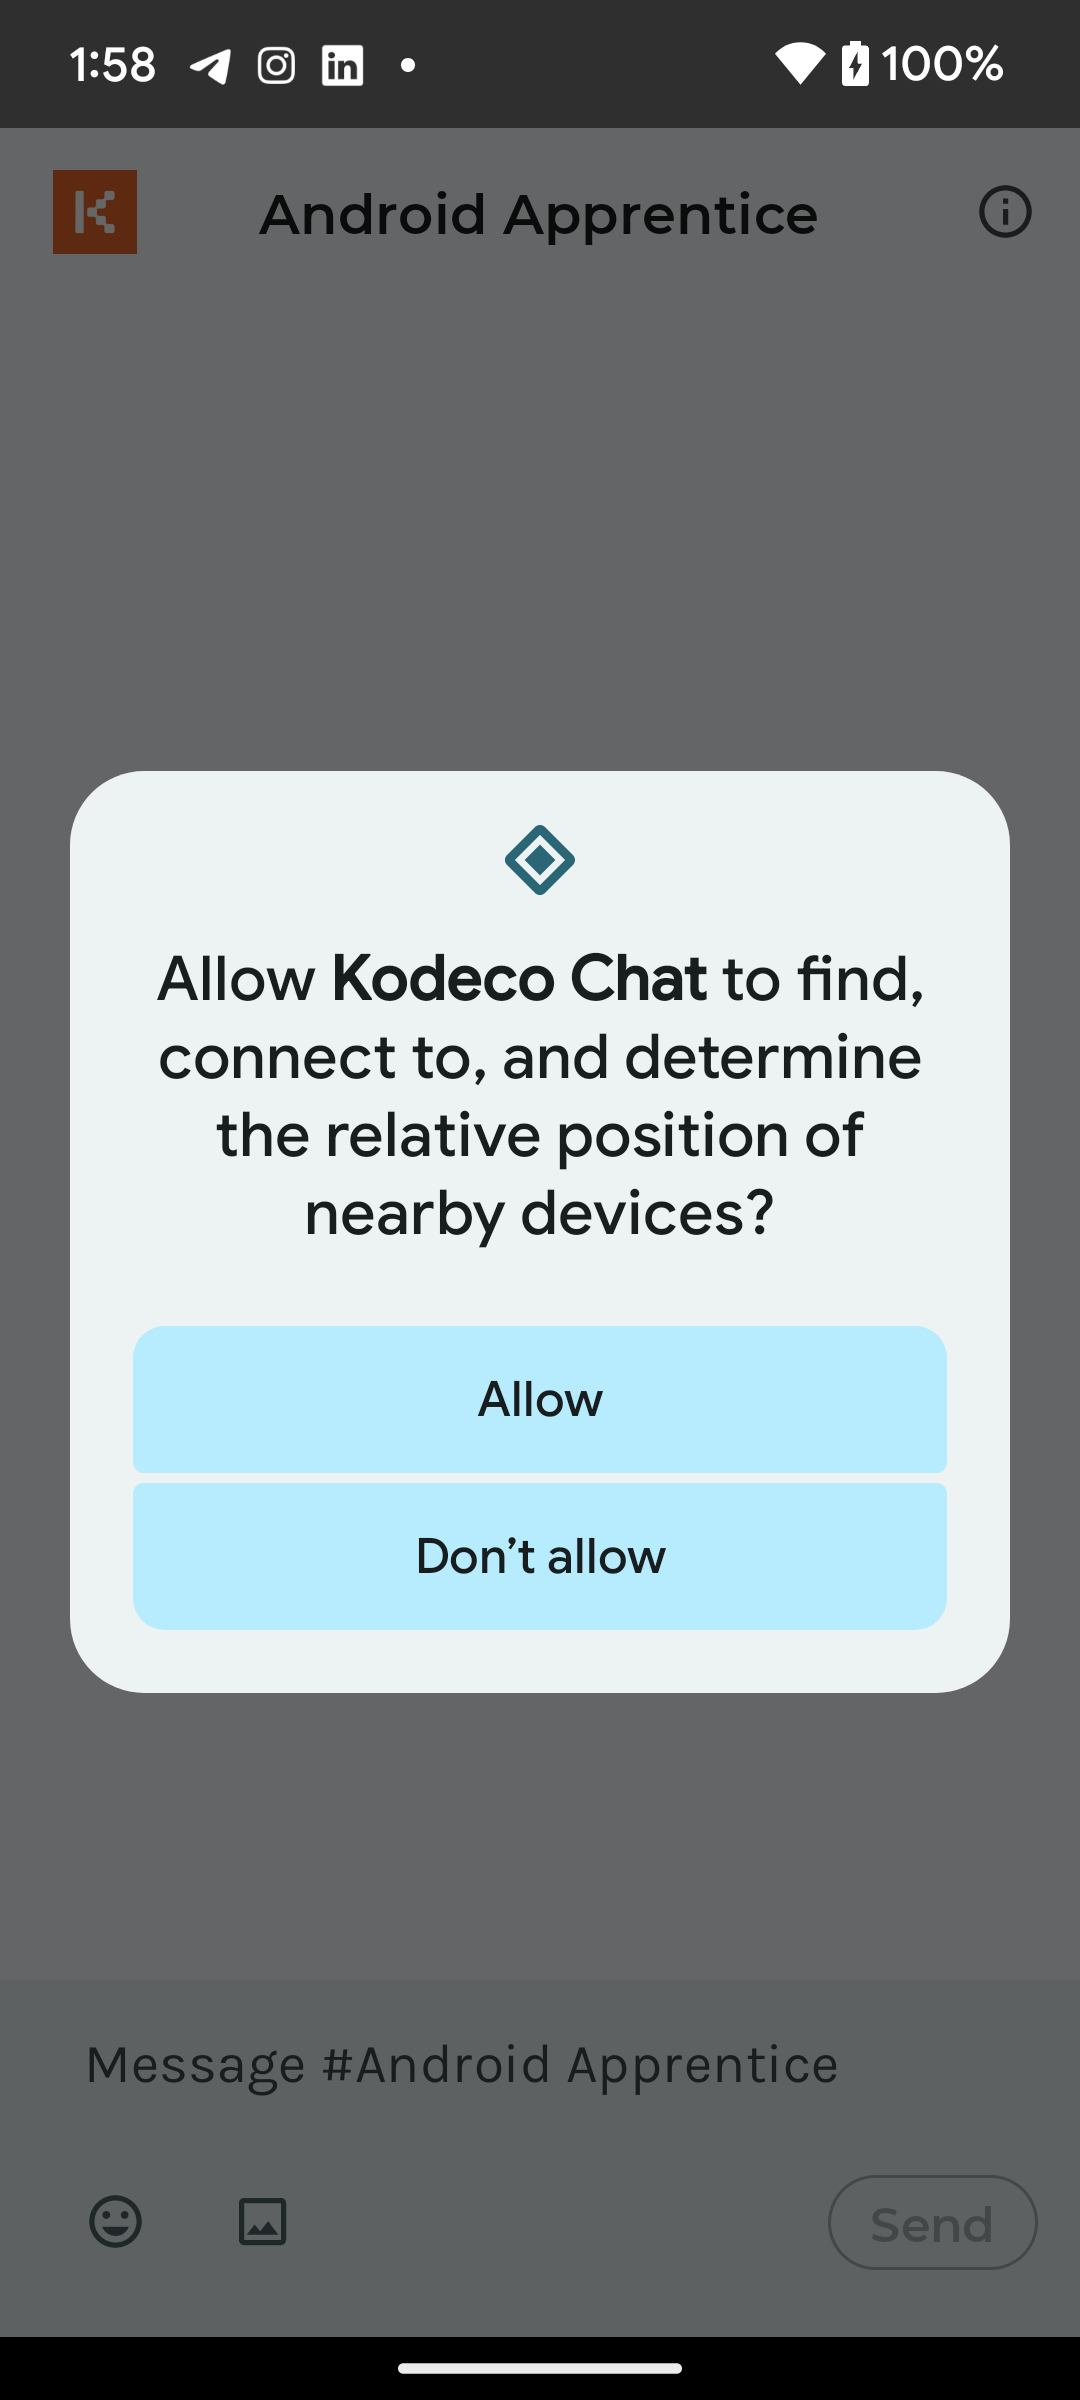 1:58
100%
Android Apprentice
Allow Kodeco Chat to find,
connect to, and determine
the relative position of
nearby devices?
Allow
Don’t allow
Message #Android Apprentice
Send